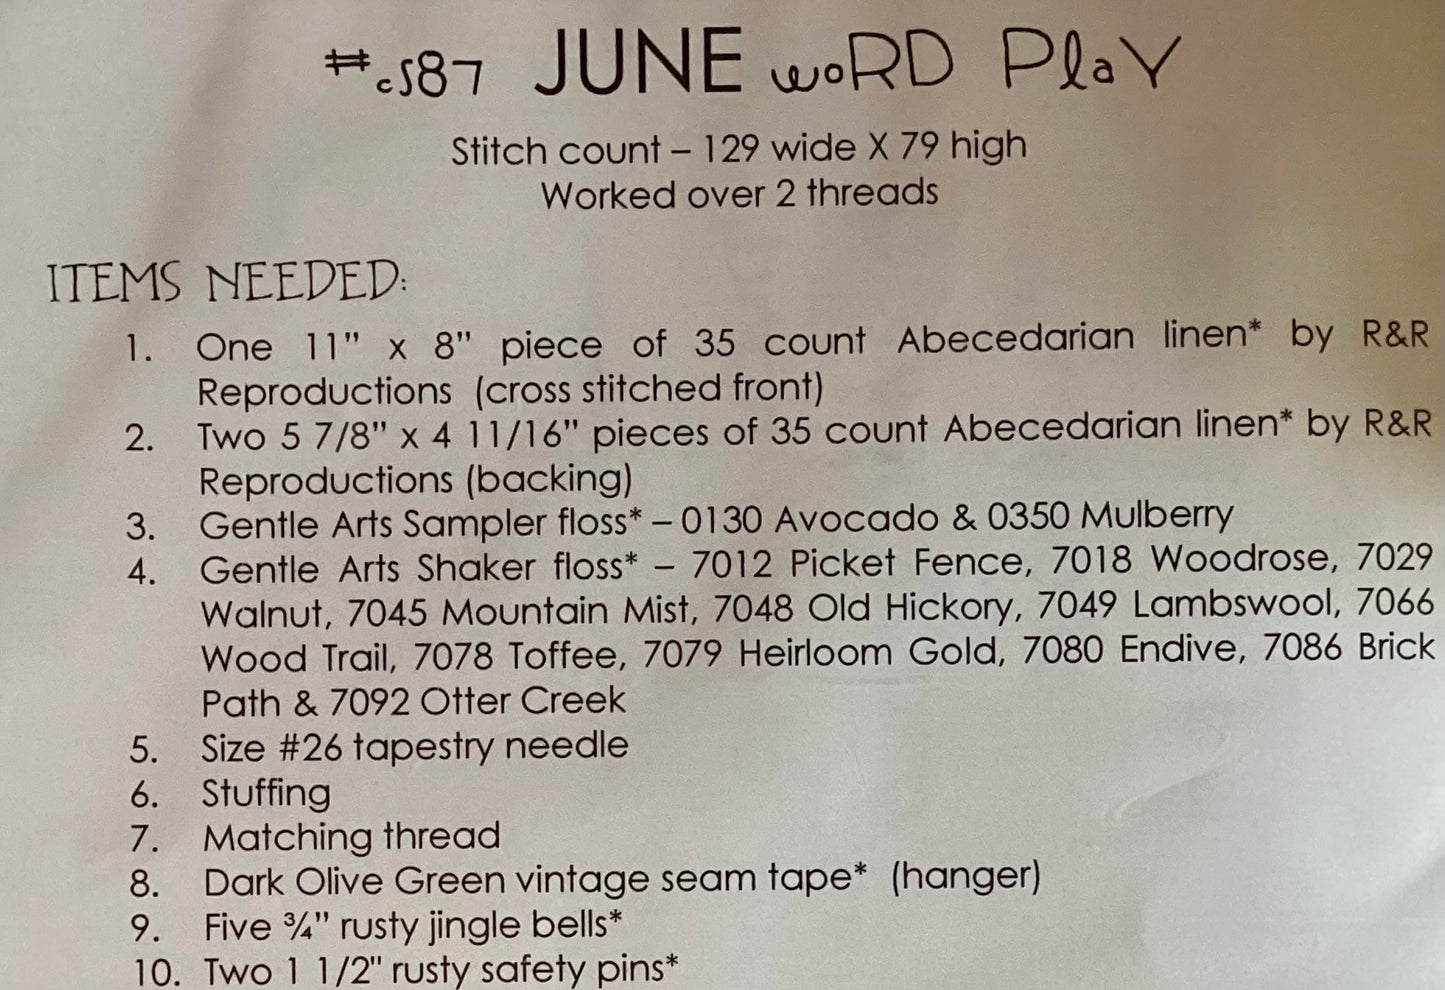 #cS87 JUNE woRD PlaY
Stitch count – 129 wide X 79 high
Worked over 2 threads
ITEMS NEEDED:
1. One 11" x 8" piece of 35 count Abecedarian linen* by R&R
Reproductions (cross stitched front)
2. Two 5 7/8" x 4 11/16" pieces of 35 count Abecedarian linen* by R&R
Reproductions (backing)
3. Gentle Arts Sampler floss* – 0130 Avocado & 0350 Mulberry
4. Gentle Arts Shaker floss* – 7012 Picket Fence, 7018 Woodrose, 7029
Walnut, 7045 Mountain Mist, 7048 Old Hickory, 7049 Lambswool, 7066
Wood Trail, 7078 Toffee, 7079 Heirloom Gold, 7080 Endive, 7086 Brick
Path & 7092 Otter Creek
5. Size #26 tapestry needle
6. Stuffing
7. Matching thread
8. Dark Olive Green vintage seam tape* (hanger)
9. Five ¾" rusty jingle bells*
10. Two 1 1/2" rusty safety pins*